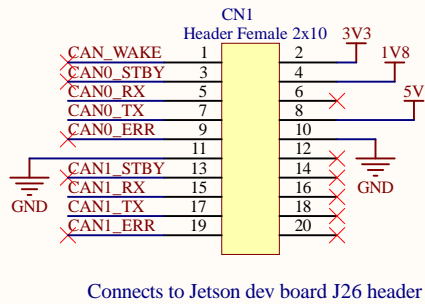 CN1
Header Female 2x10
3V3
1V8
5V
CAN_WAKE 1 2
CAN0_STBY 3 4
CAN0_RX 5 6
CAN0_TX 7 8
CAN0_ERR 9 10
11 12
CAN1_STBY 13 14
CAN1_RX 15 16
CAN1_TX 17 18
CAN1_ERR 19 20
GND
GND
Connects to Jetson dev board J26 header